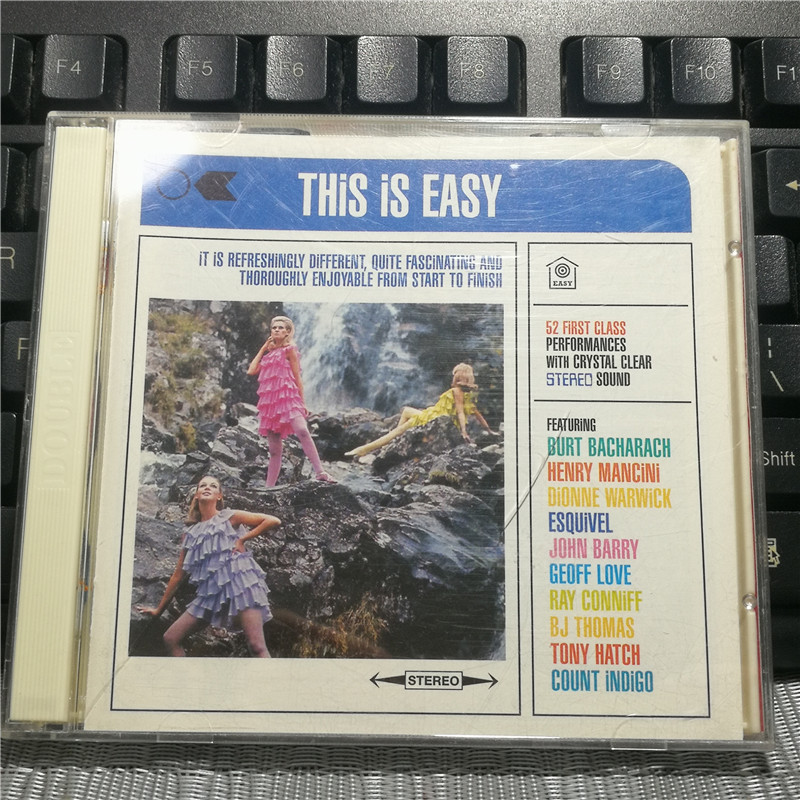 F4
F5
F6
F7
F8
F9
F10
F1
THiS iS EASY
iT iS REFRESHINGLY DiFFERENT, QUiTE FASCiNATiNG AND
THOROUGHLY ENJOYABLE FROM START TO FiNiSH
EASY
52 FiRST CLASS
PERFORMANCES
WiTH CRYSTAL CLEAR
STEREO SOUND
FEATURiNG
BURT BACHARACH
HENRY MANCiNi
DiONNE WARWiCK
ESQUiVEL
JOHN BARRY
GEOFF LOVE
RAY CONNiFF
BJ THOMAS
TONY HATCH
COUNT iNDiGO
STEREO
DOUBLE
R
F
Shift